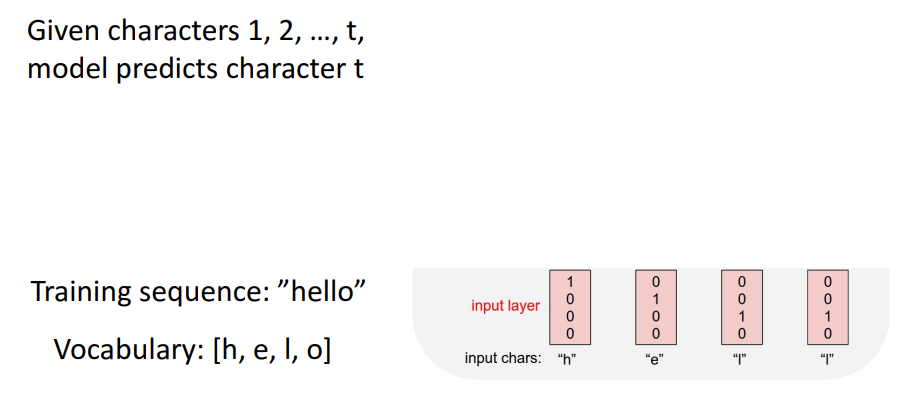 Given characters 1, 2, …, t,
model predicts character t
Training sequence: ”hello”
Vocabulary: [h, e, l, o]
input layer
1 0 0 0
0 1 0 0
0 0 1 1
0 0 0 0
input chars: “h” “e” “l” “l”